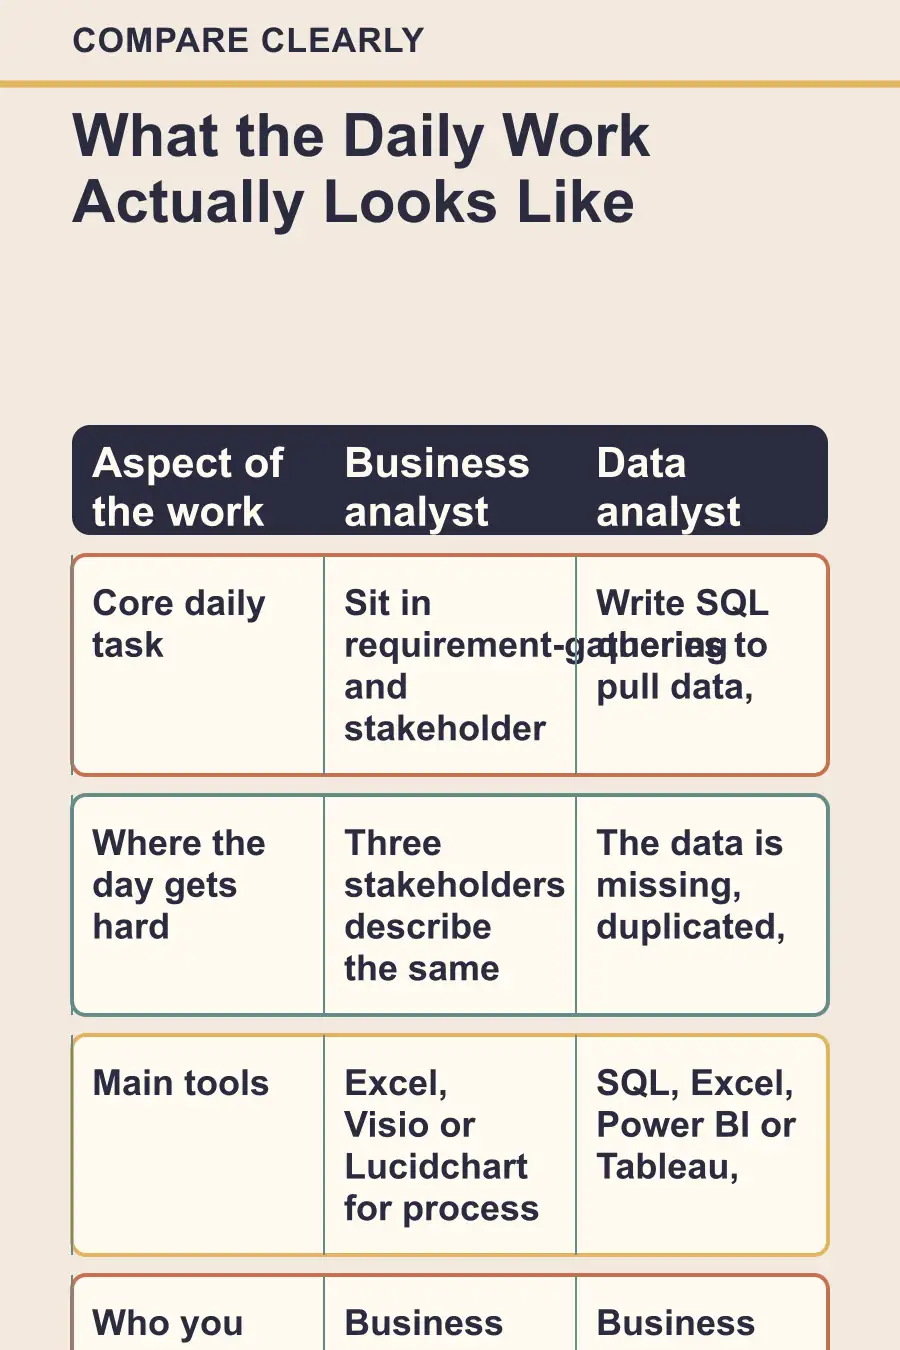 COMPARE CLEARLY
What the Daily Work
Actually Looks Like
Aspect of
the work
Business
analyst
Data
analyst
Core daily
task
Sit in
requirement-gathering
and
stakeholder
Write SQL
queries to
pull data,
Where the
day gets
hard
Three
stakeholders
describe
the same
The data is
missing,
duplicated,
Main tools
Excel,
Visio or
Lucidchart
for process
SQL, Excel,
Power BI or
Tableau,
Who you
Business
Business